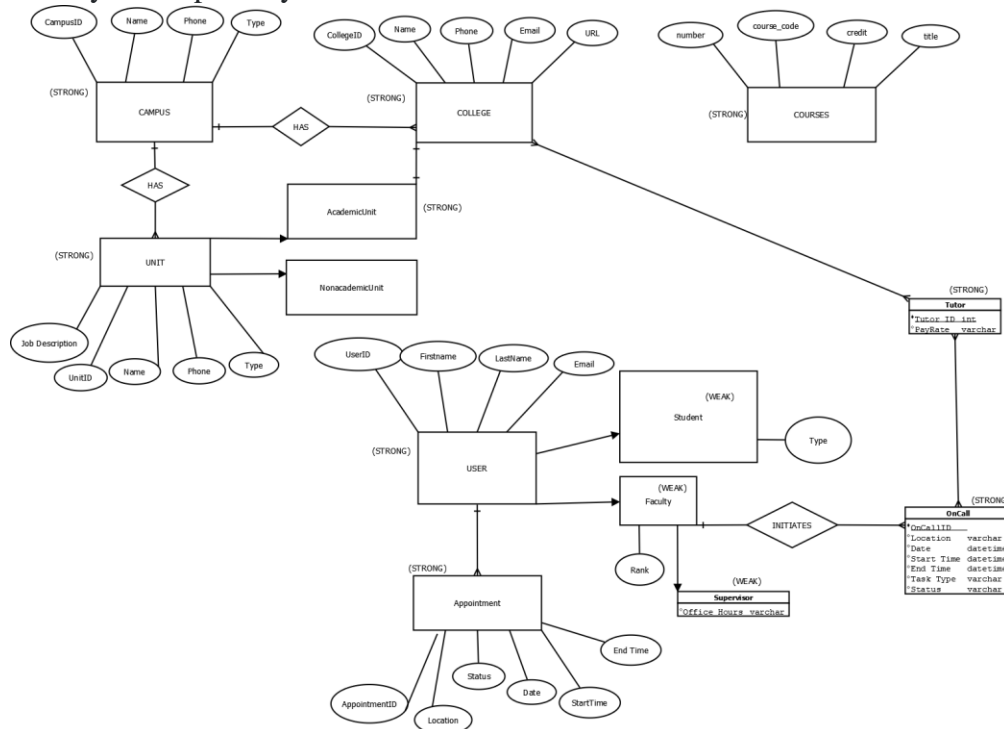 CampusID
Name
Phone
Type
CollegeID
Name
Phone
Email
URL
number
course_code
credit
title
(STRONG)
CAMPUS
HAS
(STRONG)
COLLEGE
(STRONG)
COURSES
HAS
AcademicUnit
(STRONG)
(STRONG)
UNIT
NonacademicUnit
Job Description
UnitID
Name
Phone
Type
(STRONG)
Tutor
Tutor ID int
PayRate varchar
UserID
Firstname
LastName
Email
(STRONG)
USER
(WEAK)
Student
Type
(WEAK)
Faculty
Rank
INITIATES
(STRONG
OnCall
OnCallID
Location varchar
Date datetime
Start Time datetime
End Time datetime
Task Type varchar
Status varchar
(WEAK)
Supervisor
Office Hours varchar
(STRONG)
Appointment
AppointmentID
Location
Status
Date
StartTime
End Time